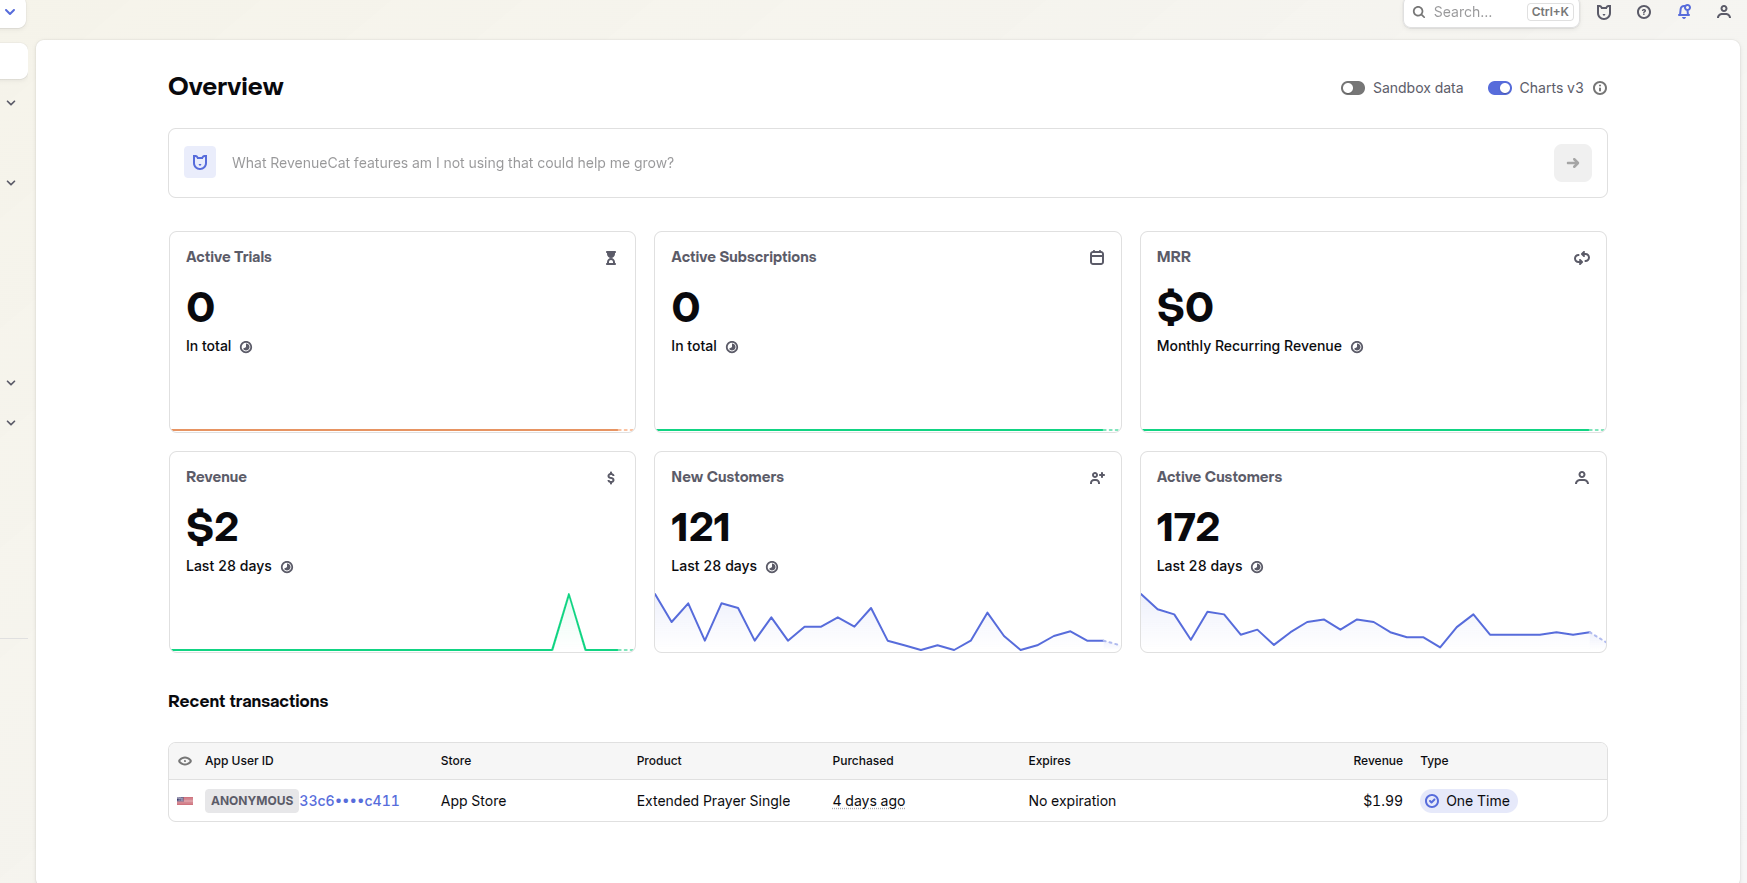 Search... Ctrl+K
Overview
Sandbox data Charts v3
What RevenueCat features am I not using that could help me grow?
Active Trials
0
In total
Active Subscriptions
0
In total
MRR
$0
Monthly Recurring Revenue
Revenue
$2
Last 28 days
New Customers
121
Last 28 days
Active Customers
172
Last 28 days
Recent transactions
App User ID Store Product Purchased Expires Revenue Type
ANONYMOUS 33c6••••c411 App Store Extended Prayer Single 4 days ago No expiration $1.99 One Time